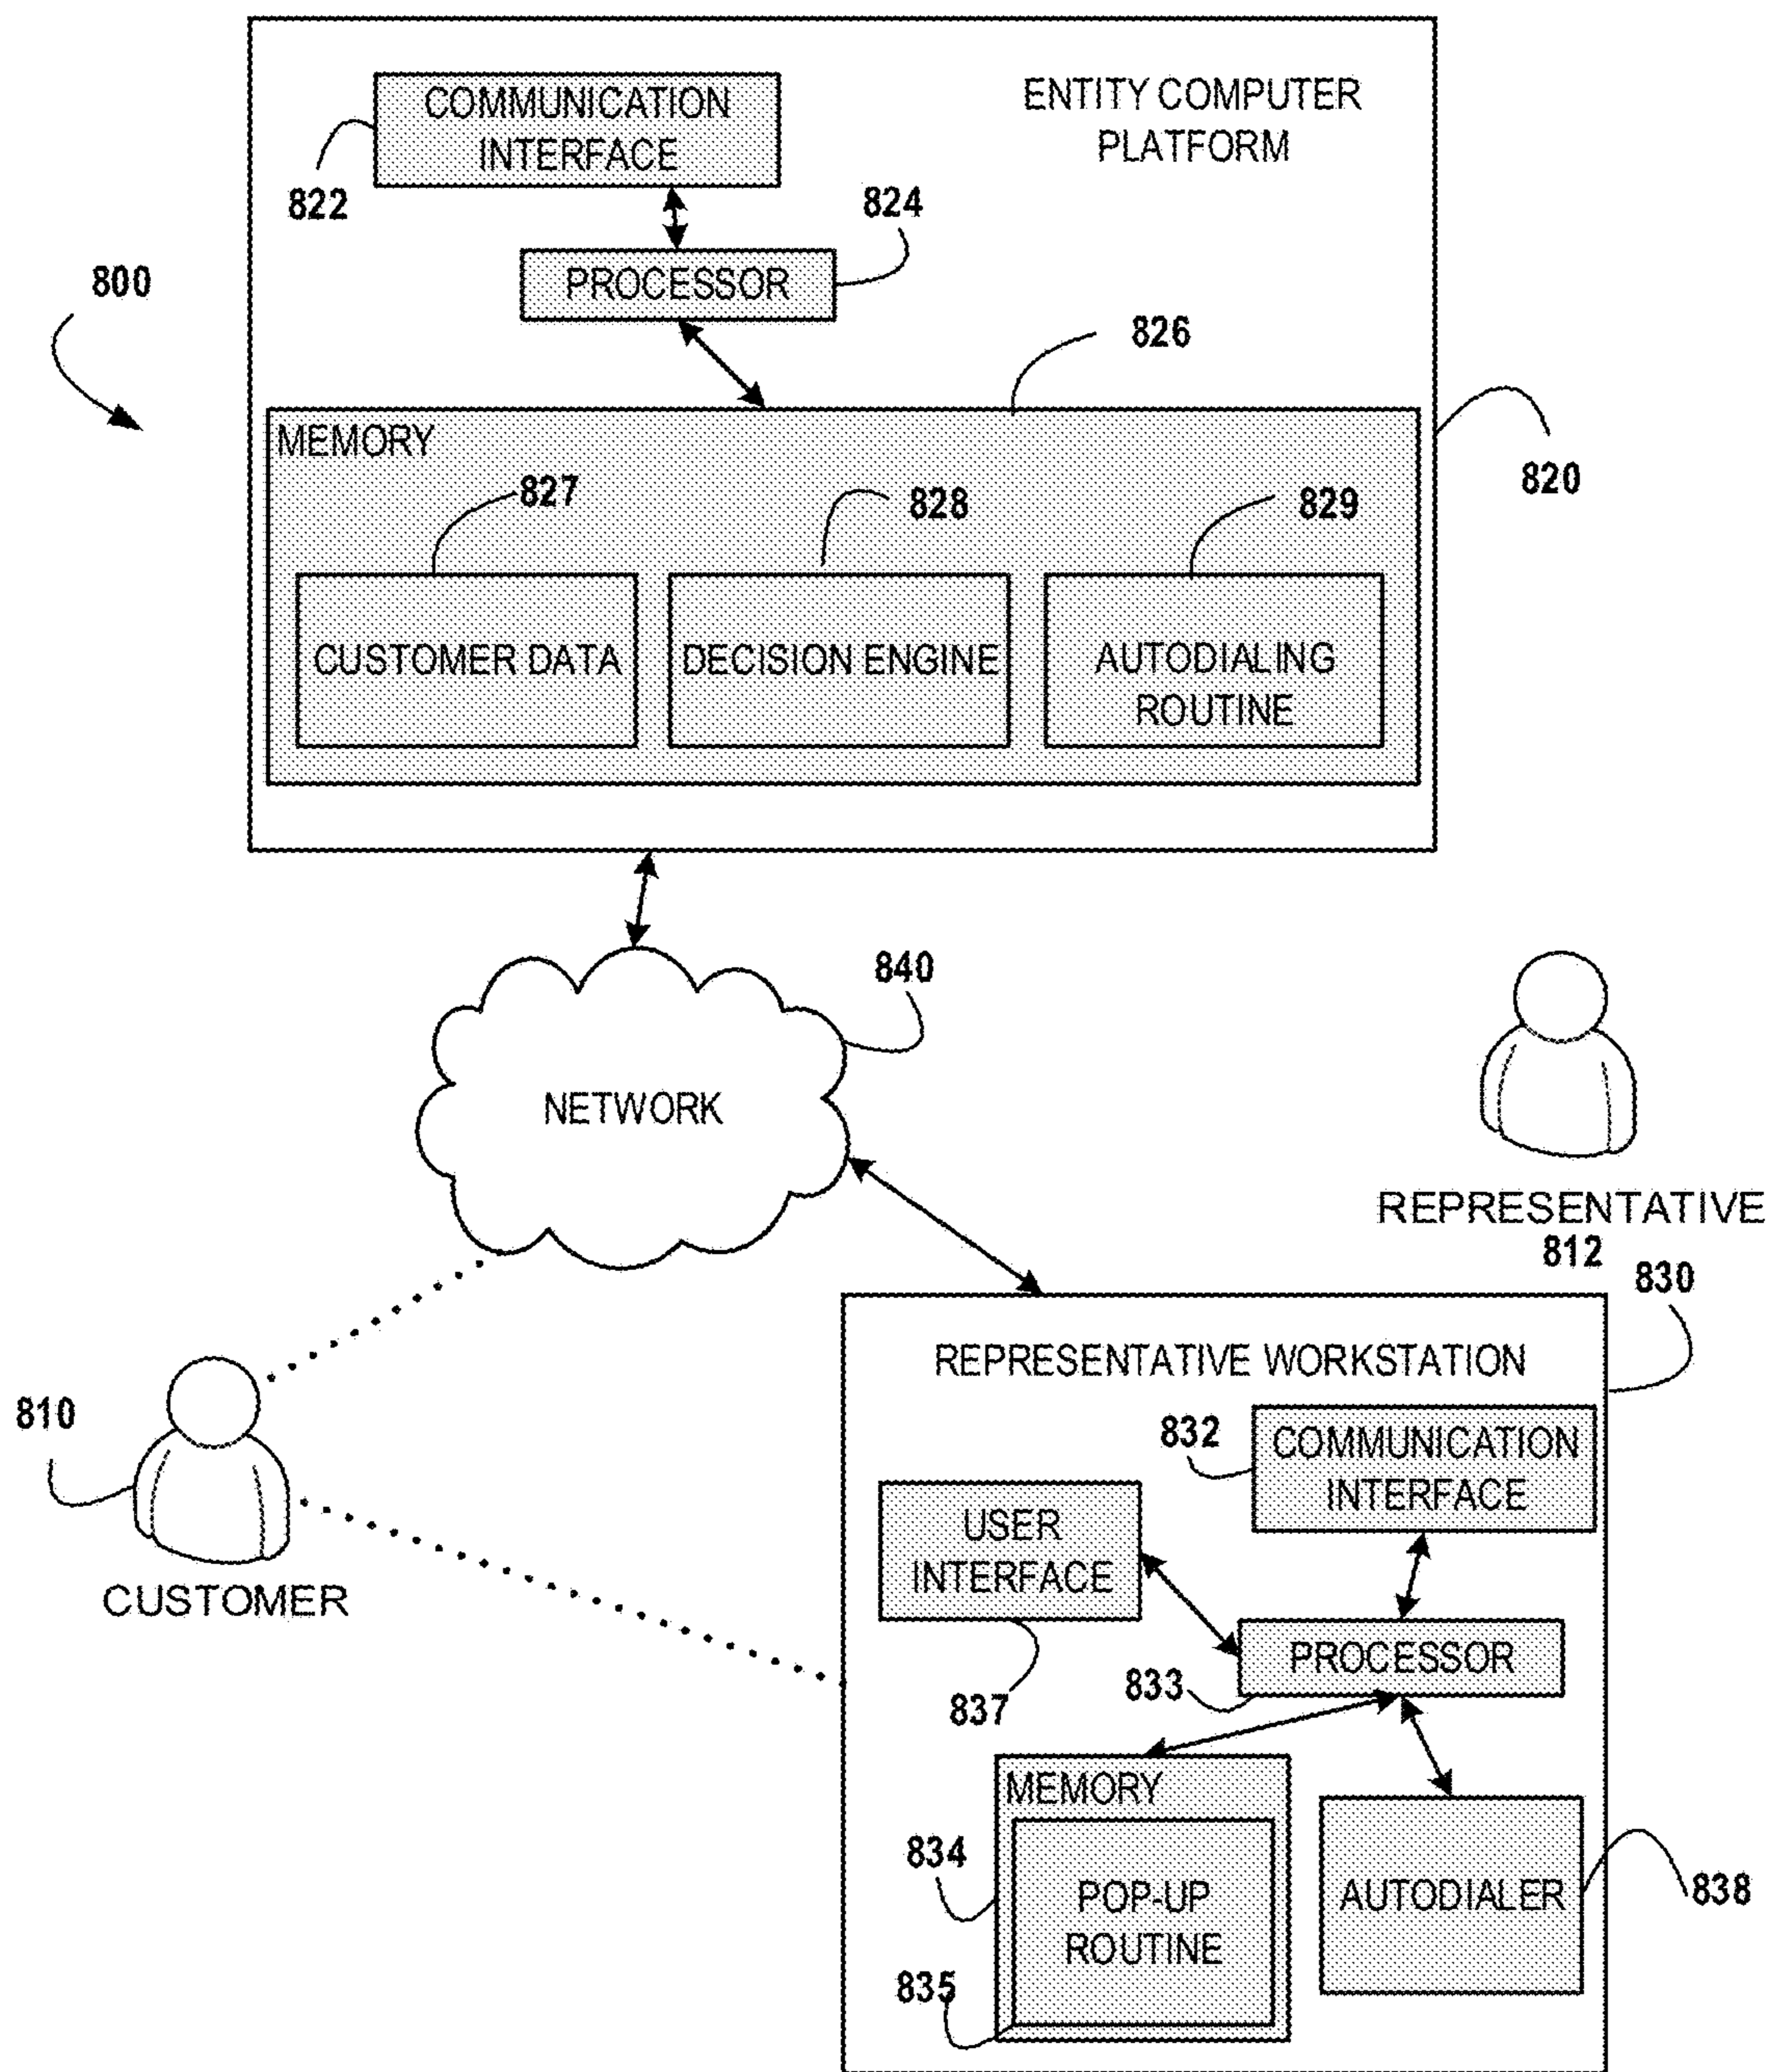 COMMUNICATION
INTERFACE
ENTITY COMPUTER
PLATFORM
822
824
PROCESSOR
800
826
MEMORY
820
827
828
829
CUSTOMER DATA
DECISION ENGINE
AUTODIALING
ROUTINE
840
NETWORK
REPRESENTATIVE
812
830
REPRESENTATIVE WORKSTATION
810
832
COMMUNICATION
INTERFACE
USER
INTERFACE
CUSTOMER
PROCESSOR
833
837
MEMORY
834
POP-UP
ROUTINE
AUTODIALER
838
835